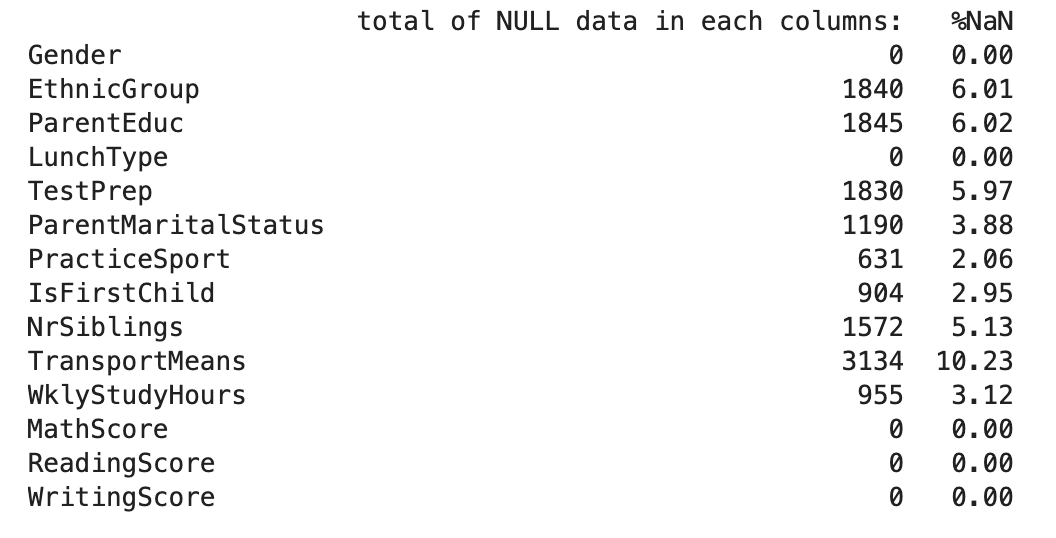 total of NULL data in each columns: %NaN
Gender 0 0.00
EthnicGroup 1840 6.01
ParentEduc 1845 6.02
LunchType 0 0.00
TestPrep 1830 5.97
ParentMaritalStatus 1190 3.88
PracticeSport 631 2.06
IsFirstChild 904 2.95
NrSiblings 1572 5.13
TransportMeans 3134 10.23
WklyStudyHours 955 3.12
MathScore 0 0.00
ReadingScore 0 0.00
WritingScore 0 0.00